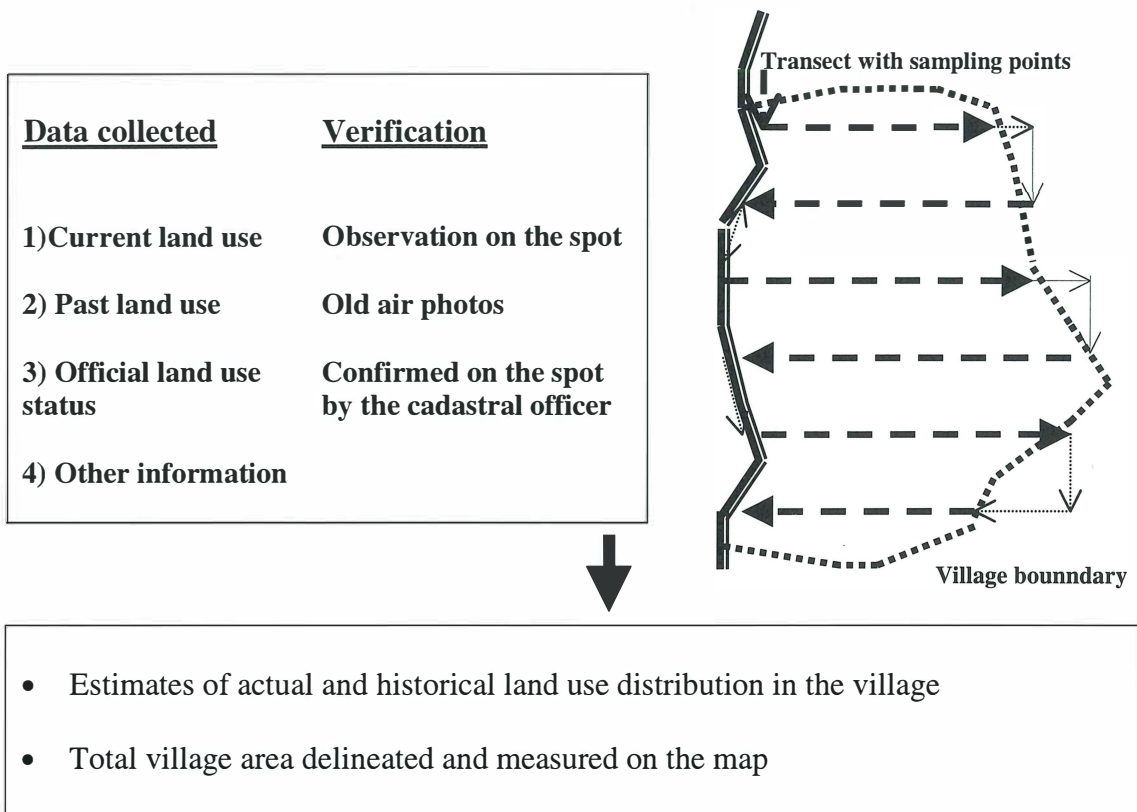 Transect with sampling points
Data collected Verification
1)Current land use Observation on the spot
2) Past land use Old air photos
3) Official land use Confirmed on the spot
status by the cadastral officer
4) Other information
Village bounndary
• Estimates of actual and historical land use distribution in the village
• Total village area delineated and measured on the map